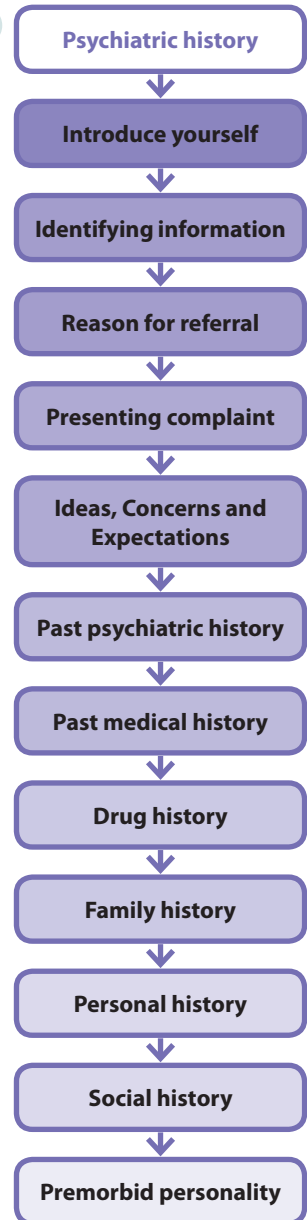 Psychiatric history
Introduce yourself
Identifying information
Reason for referral
Presenting complaint
Ideas, Concerns and
Expectations
Past psychiatric history
Past medical history
Drug history
Family history
Personal history
Social history
Premorbid personality